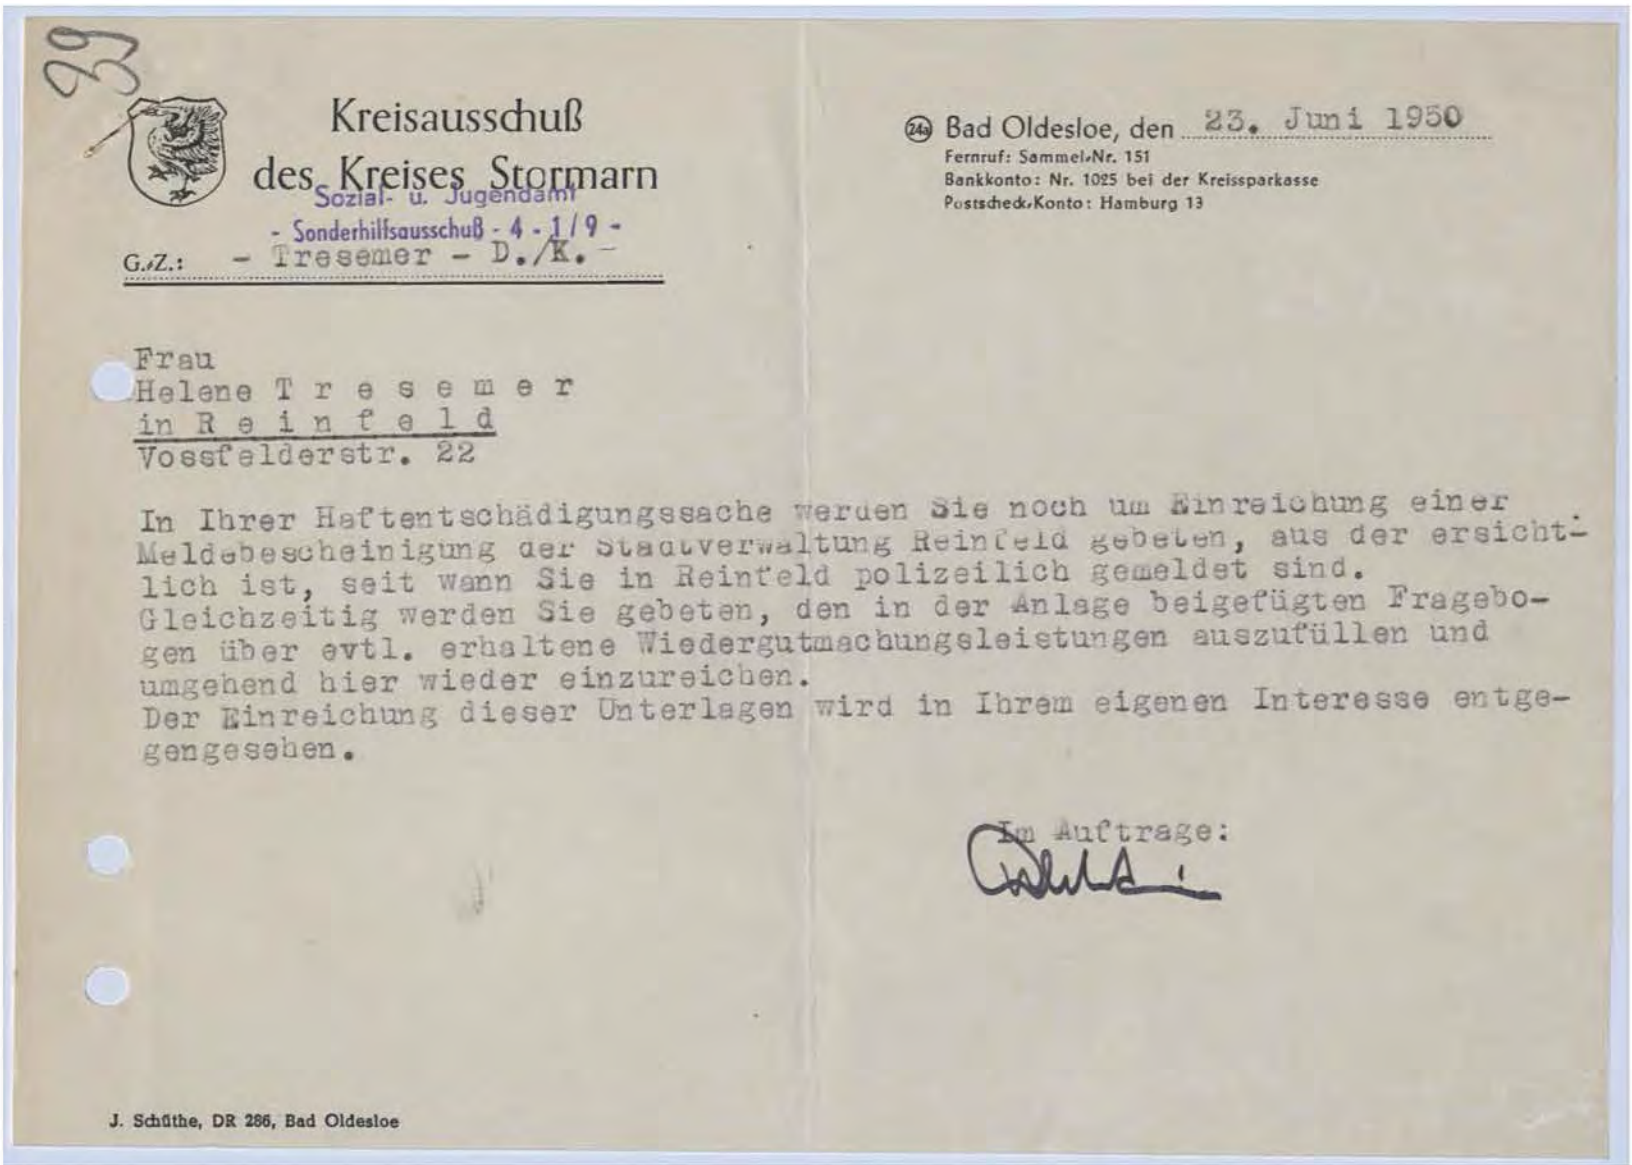 39
Kreisausschuß
des Kreises Stormarn
Sozial- u. Jugendamt
- Sonderhilfsausschuß - 4 - 1/9 -
G.-Z.: - Tresemer - D./K. -
24a Bad Oldesloe, den 23. Juni 1950
Fernruf: Sammel-Nr. 151
Bankkonto: Nr. 1025 bei der Kreissparkasse
Postscheck-Konto: Hamburg 13
Frau
Helene T r e s e m e r
in R e i n f e l d
Vossfelderstr. 22
In Ihrer Haftentschädigungssache werden Sie noch um Einreichung einer
Meldebescheinigung der Stadtverwaltung Reinfeld gebeten, aus der ersicht-
lich ist, seit wann Sie in Reinfeld polizeilich gemeldet sind.
Gleichzeitig werden Sie gebeten, den in der Anlage beigefügten Fragebo-
gen über evtl. erhaltene Wiedergutmachungsleistungen auszufüllen und
umgehend hier wieder einzureichen.
Der Einreichung dieser Unterlagen wird in Ihrem eigenen Interesse entge-
gengesehen.
Im Auftrage:
J. Schüthe, DR 286, Bad Oldesloe